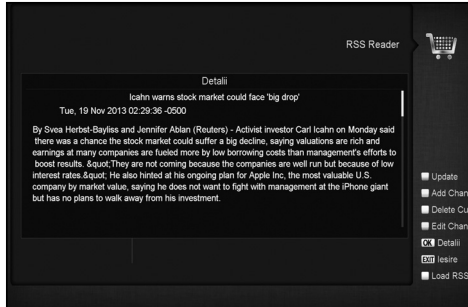 RSS Reader
Detalii
Icahn warns stock market could face 'big drop'
Tue, 19 Nov 2013 02:29:36 -0500
By Svea Herbst-Bayliss and Jennifer Ablan (Reuters) - Activist investor Carl Icahn on Monday said
there was a chance the stock market could suffer a big decline, saying valuations are rich and
earnings at many companies are fueled more by low borrowing costs than management's efforts to
boost results. &quot;They are not coming because the companies are well run but because of low
interest rates.&quot; He also hinted at his ongoing plan for Apple Inc, the most valuable U.S.
company by market value, saying he does not want to fight with management at the iPhone giant
but has no plans to walk away from his investment.
Update
Add Chan
Delete Cu
Edit Chan
OK Detalii
EXIT Iesire
Load RSS